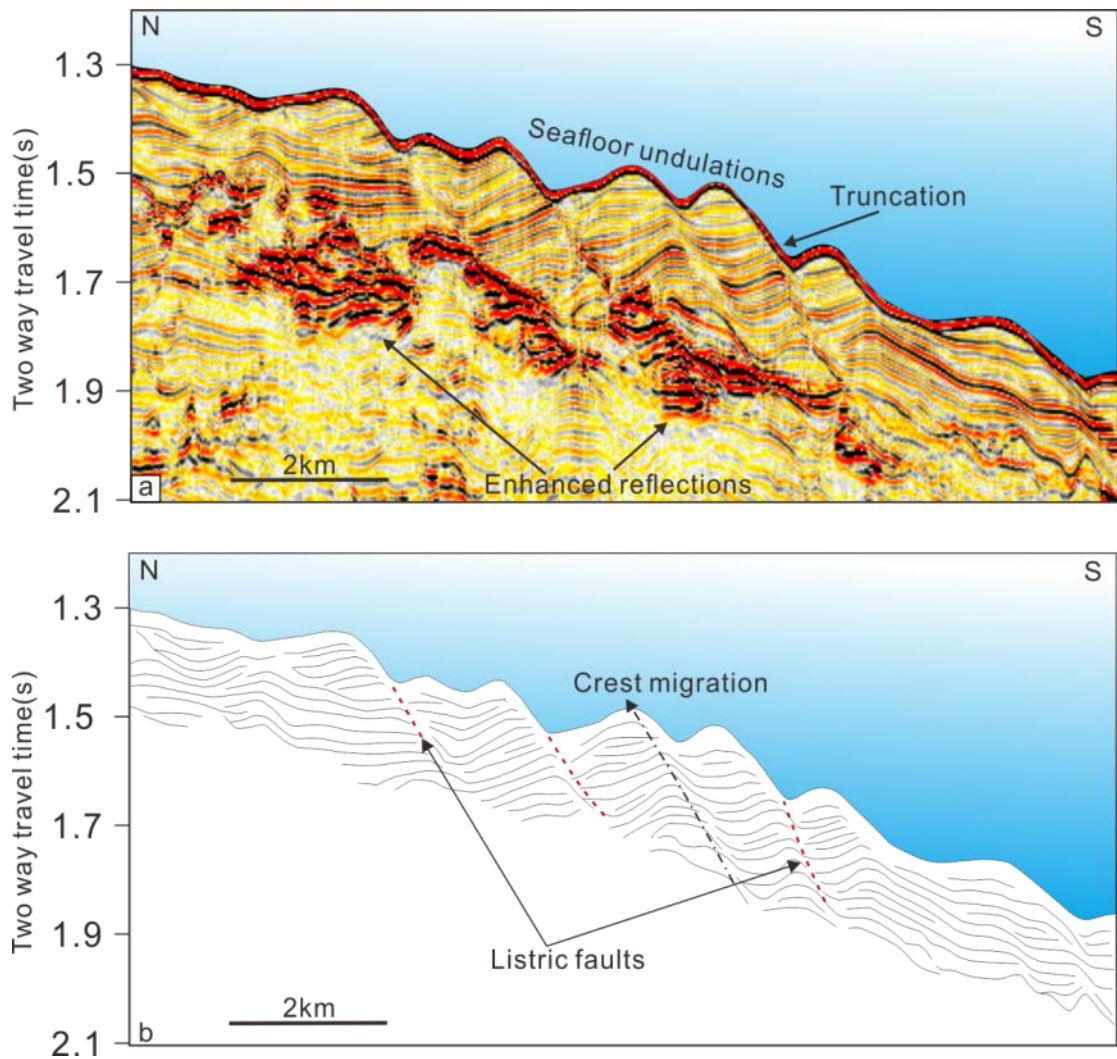 N
S
Two way travel time(s)
1.3
1.5
1.7
1.9
2.1
Seafloor undulations
Truncation
2km
Enhanced reflections
a
N
S
Two way travel time(s)
1.3
1.5
1.7
1.9
2.1
Crest migration
Listric faults
2km
b